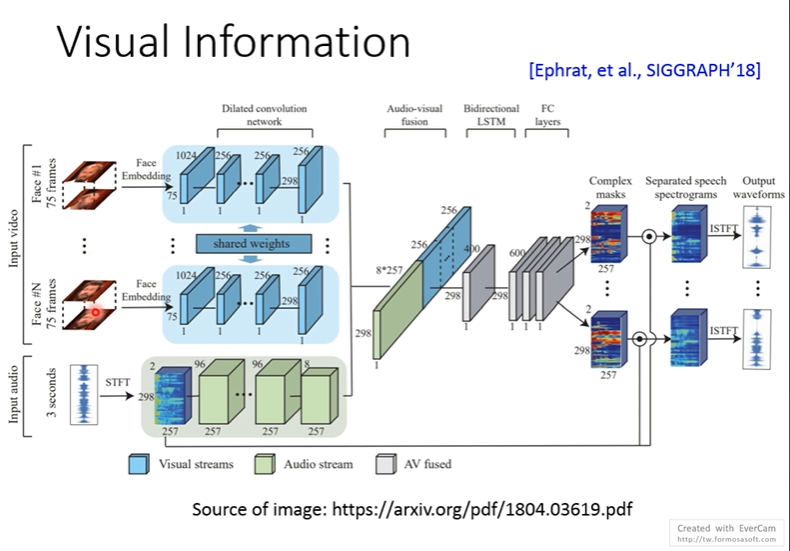 Visual Information
[Ephrat, et al., SIGGRAPH'18]
Dilated convolution
network
Audio-visual
fusion
Bidirectional
LSTM
FC
layers
Input video
Face #1
75 frames
Face
Embedding
1024
75
1
256
1
256
1
256
298
1
shared weights
Face #N
75 frames
Face
Embedding
1024
75
1
256
1
256
1
256
298
1
8*257
298
1
256
256
400
298
1
600
298
1 1 1
Complex
masks
2
298
257
2
298
257
Separated speech
spectrograms
Output
waveforms
ISTFT
ISTFT
Input audio
3 seconds
STFT
2
298
257
96
257
96
257
8
257
Visual streams
Audio stream
AV fused
Source of image: https://arxiv.org/pdf/1804.03619.pdf
Created with EverCam
http://tw.formosasoft.com